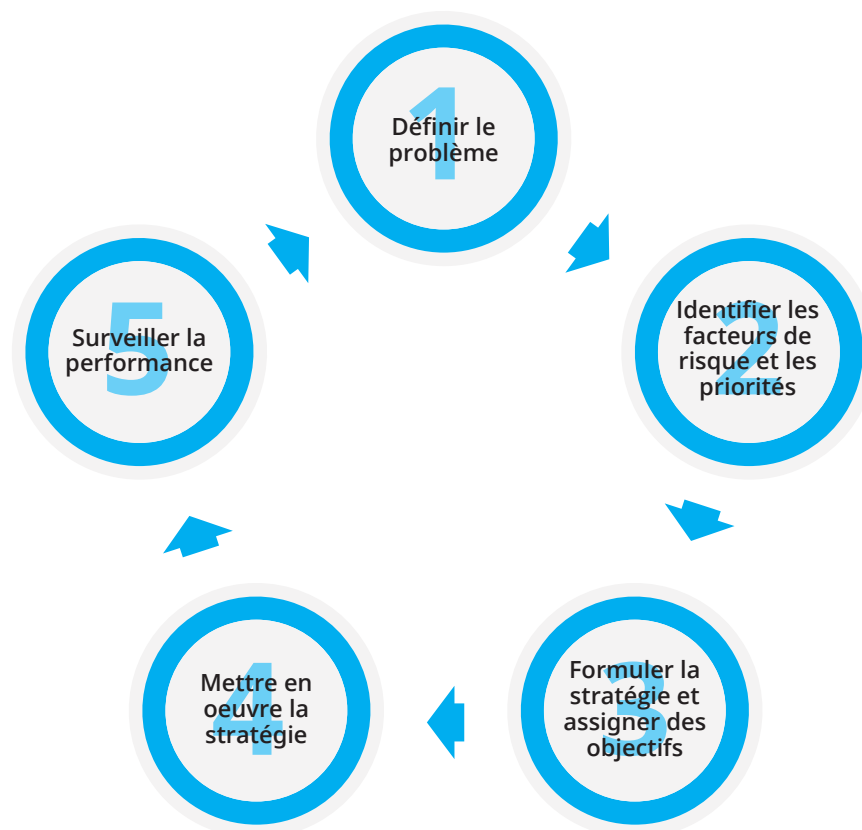 1
Définir le
problème
2
Identifier les
facteurs de
risque et les
priorités
3
Formuler la
stratégie et
assigner des
objectifs
4
Mettre en
oeuvre la
stratégie
5
Surveiller la
performance